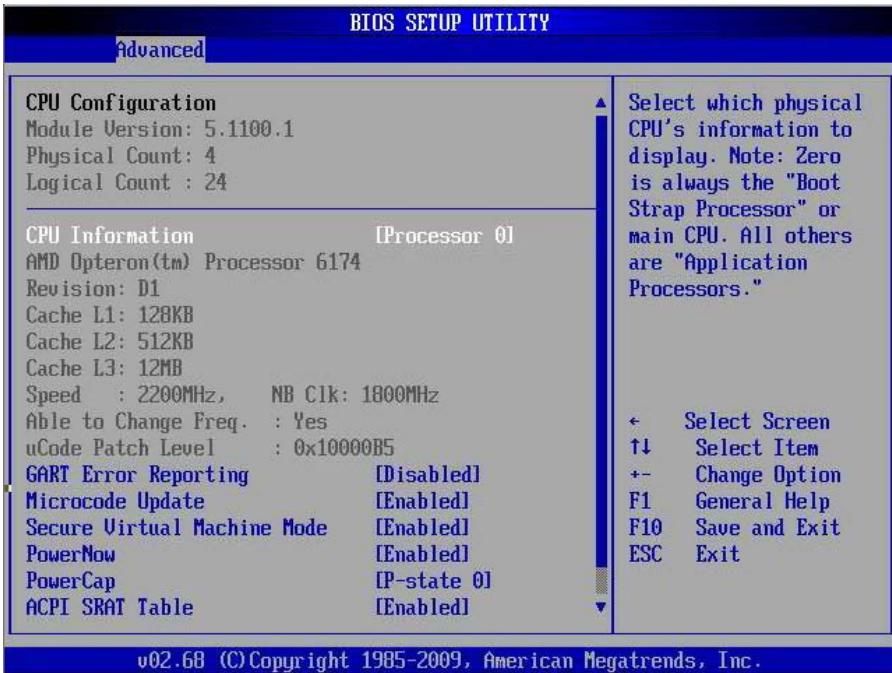 BIOS SETUP UTILITY
Advanced
CPU Configuration
Module Version: 5.1100.1
Physical Count: 4
Logical Count : 24
CPU Information [Processor 0]
AMD Opteron(tm) Processor 6174
Revision: D1
Cache L1: 128KB
Cache L2: 512KB
Cache L3: 12MB
Speed : 2200MHz, NB Clk: 1800MHz
Able to Change Freq. : Yes
uCode Patch Level : 0x10000B5
GART Error Reporting [Disabled]
Microcode Update [Enabled]
Secure Virtual Machine Mode [Enabled]
PowerNow [Enabled]
PowerCap [P-state 0]
ACPI SRAT Table [Enabled]
Select which physical
CPU's information to
display. Note: Zero
is always the "Boot
Strap Processor" or
main CPU. All others
are "Application
Processors."
← Select Screen
↑↓ Select Item
+- Change Option
F1 General Help
F10 Save and Exit
ESC Exit
v02.68 (C)Copyright 1985-2009, American Megatrends, Inc.